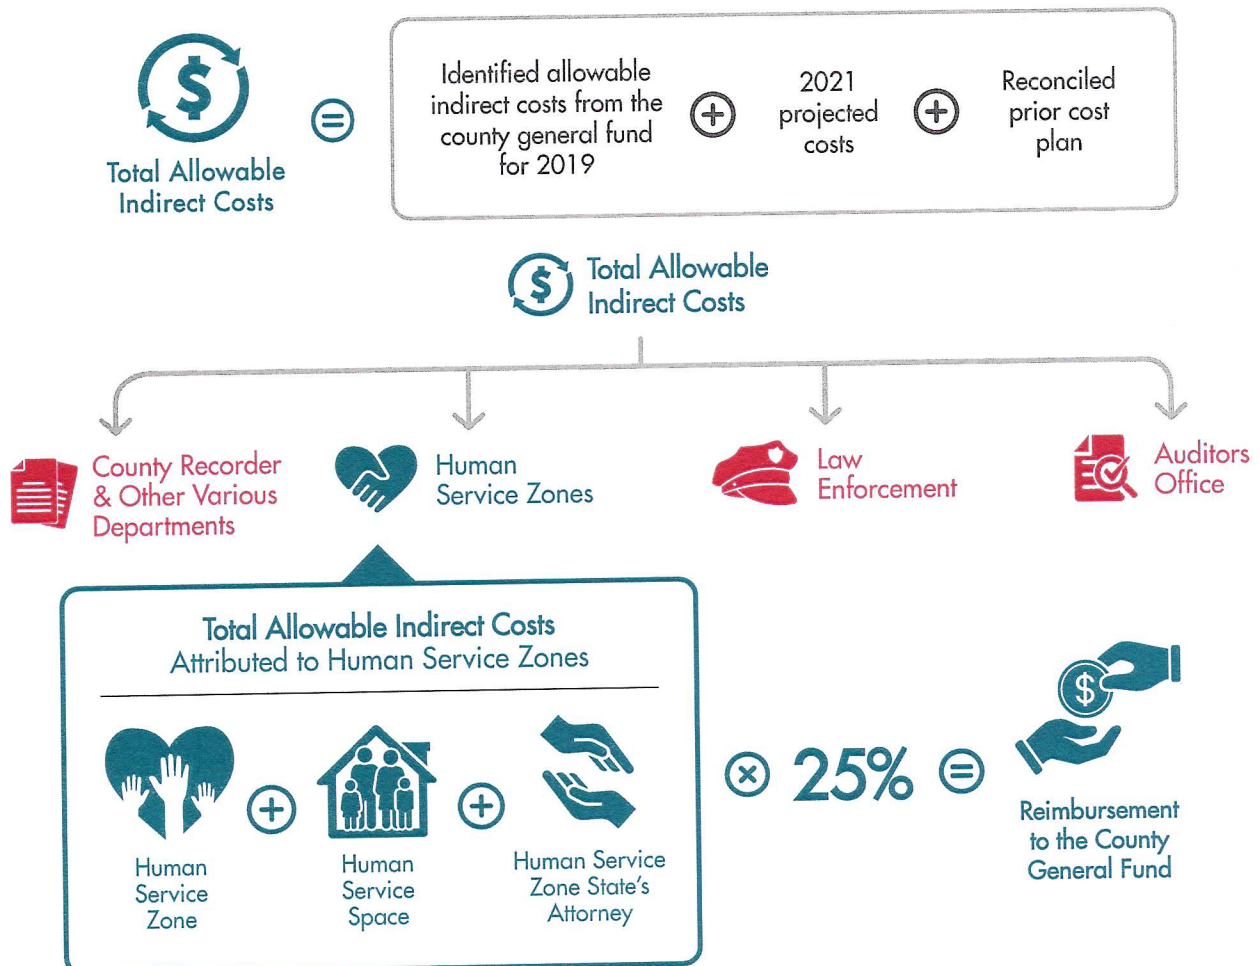 $
Total Allowable
Indirect Costs
=
Identified allowable
indirect costs from the
county general fund
for 2019
+
2021
projected
costs
+
Reconciled
prior cost
plan
$
Total Allowable
Indirect Costs
County Recorder
& Other Various
Departments
Human
Service Zones
Law
Enforcement
Auditors
Office
Total Allowable Indirect Costs
Attributed to Human Service Zones
Human
Service
Zone
+
Human
Service
Space
+
Human Service
Zone State's
Attorney
×
25%
=
$
Reimbursement
to the County
General Fund